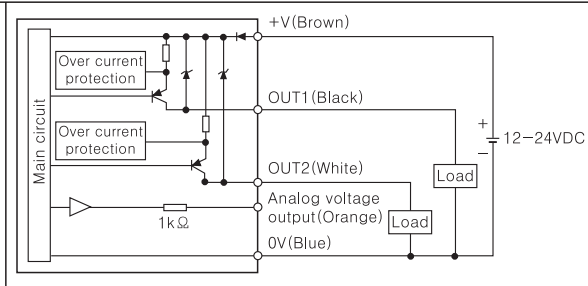 +V(Brown)
Over current
protection
OUT1(Black)
Main circuit
+
12-24VDC
−
Over current
protection
OUT2(White)
Load
Analog voltage
output(Orange)
Load
1kΩ
0V(Blue)